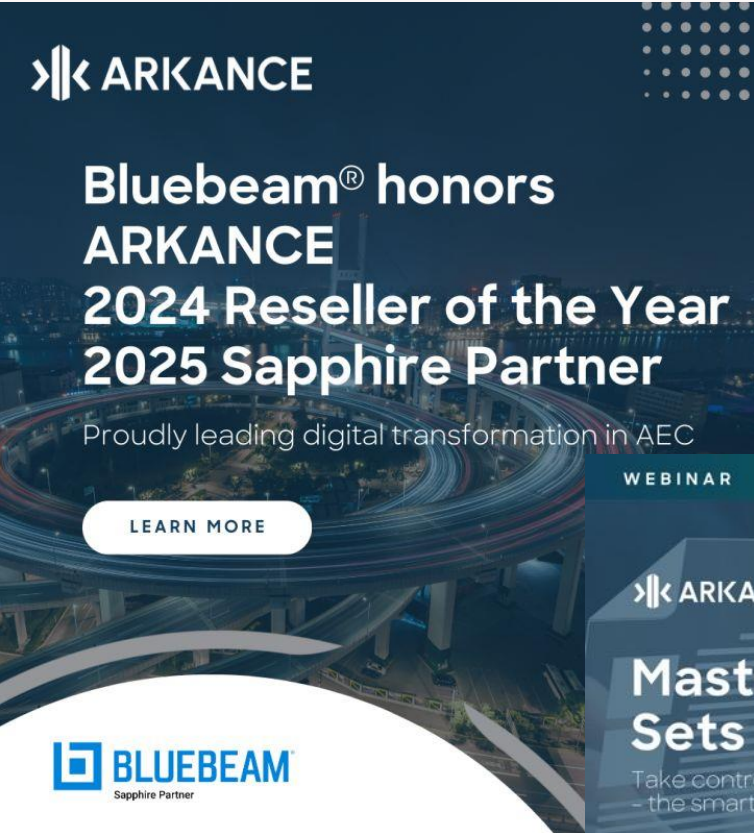 ARKANCE
Bluebeam® honors
ARKANCE
2024 Reseller of the Year
2025 Sapphire Partner
Proudly leading digital transformation in AEC
LEARN MORE
BLUEBEAM
Sapphire Partner
WEBINAR
ARKA
Mast
Sets
Take contr
– the smart